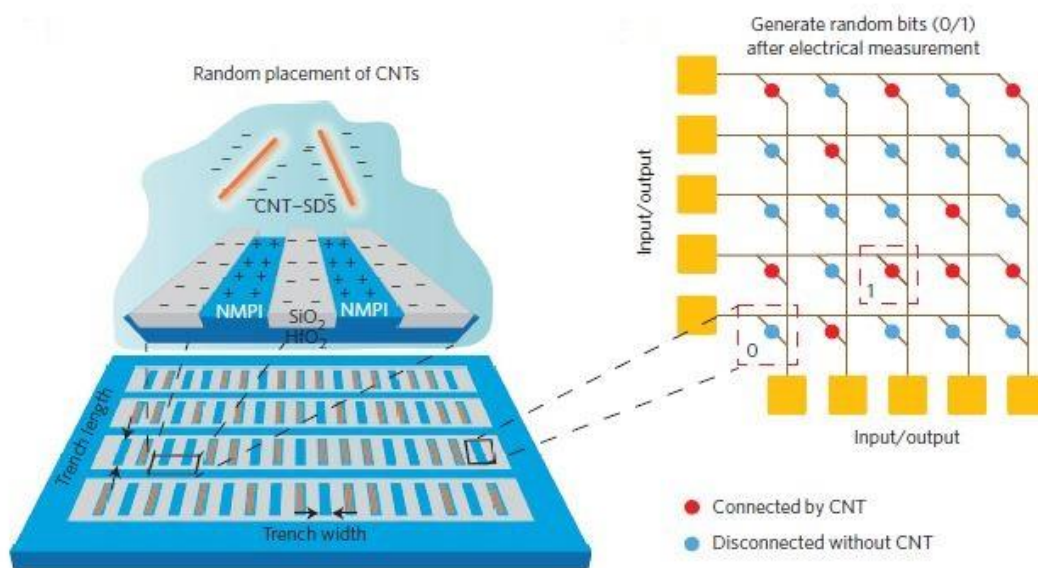 Random placement of CNTs
CNT–SDS
NMPI
SiO₂
NMPI
HfO₂
Trench length
Trench width
Generate random bits (0/1)
after electrical measurement
Input/output
1
0
Input/output
Connected by CNT
Disconnected without CNT